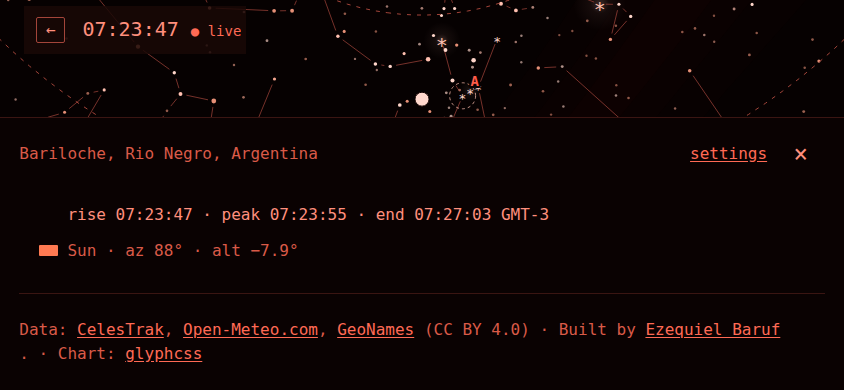 ← 07:23:47 ● live
A
Bariloche, Rio Negro, Argentina settings ×
rise 07:23:47 · peak 07:23:55 · end 07:27:03 GMT-3
Sun · az 88° · alt −7.9°
Data: CelesTrak, Open-Meteo.com, GeoNames (CC BY 4.0) · Built by Ezequiel Baruf
. · Chart: glyphcss